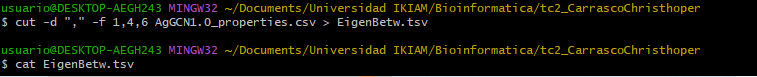 usuario@DESKTOP-AEGH243 MINGW32 ~/Documents/Universidad IKIAM/Bioinformatica/tc2_CarrascoChristhoper
$ cut -d "," -f 1,4,6 AgGCN1.0_properties.csv > EigenBetw.tsv
usuario@DESKTOP-AEGH243 MINGW32 ~/Documents/Universidad IKIAM/Bioinformatica/tc2_CarrascoChristhoper
$ cat EigenBetw.tsv